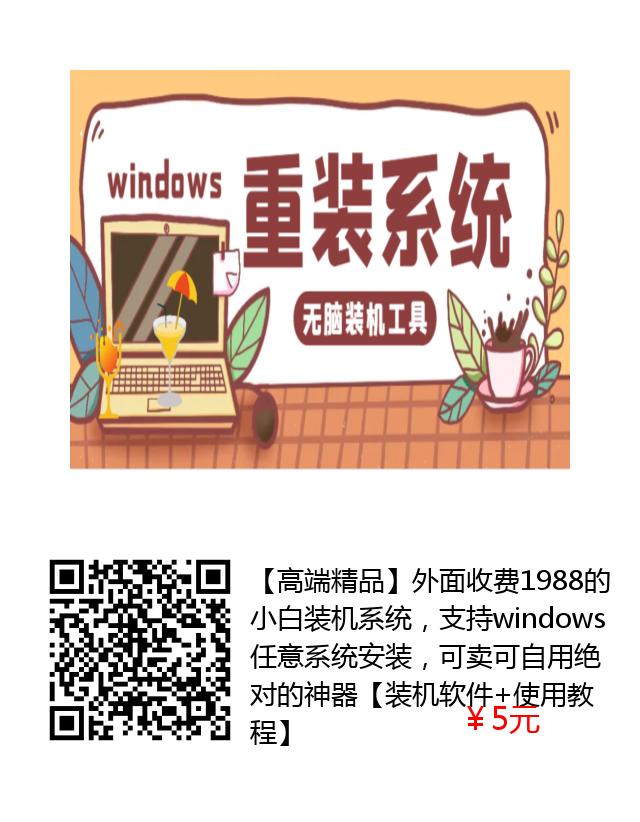 windows
重装系统
无脑装机工具
【高端精品】外面收费1988的
小白装机系统，支持windows
任意系统安装，可卖可自用绝
对的神器【装机软件+使用教
程】
￥5元